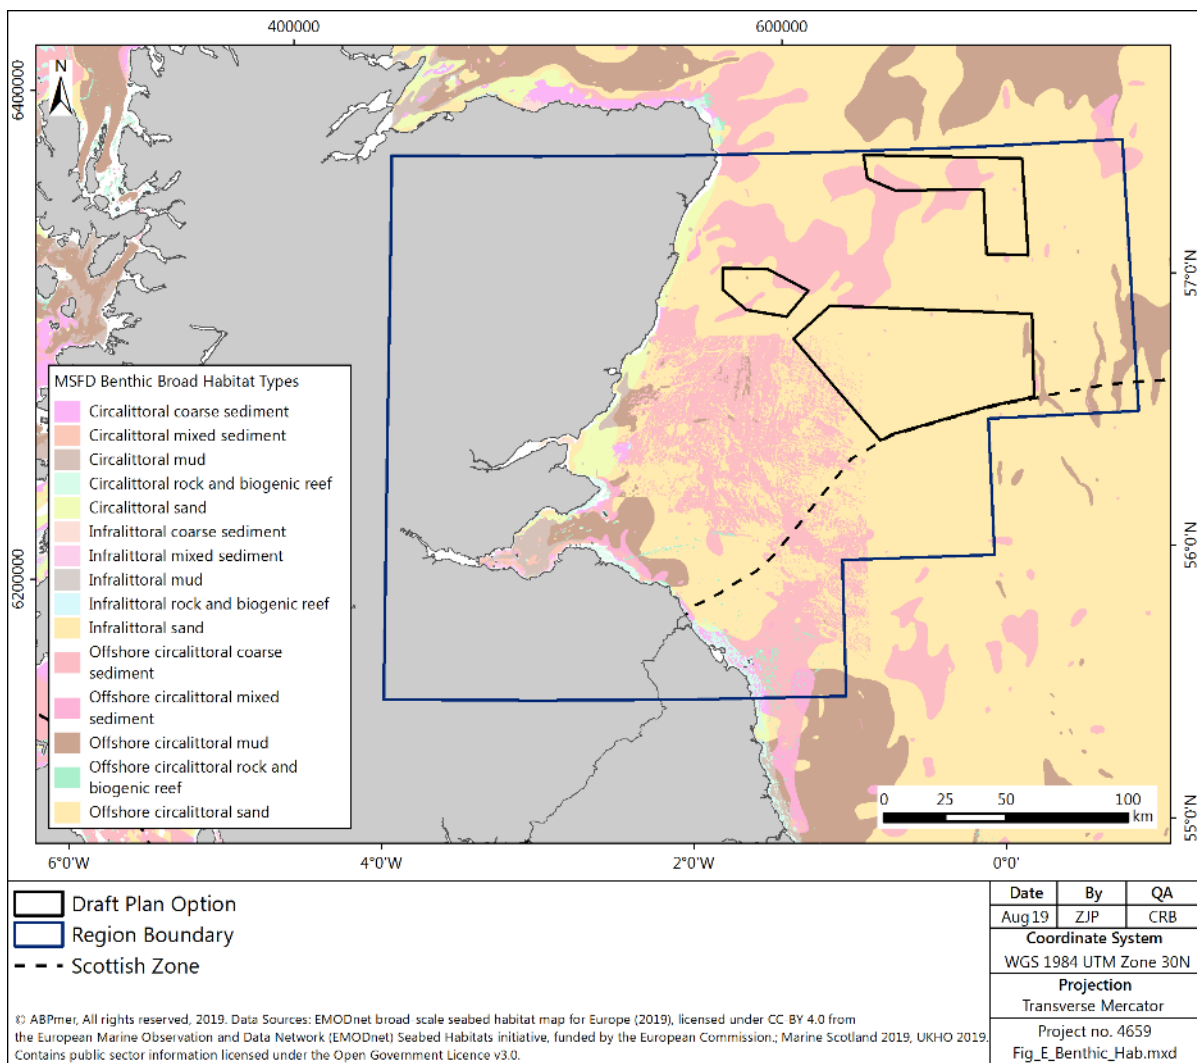 400000
600000
N
6400000
6200000
57°0'N
56°0'N
55°0'N
MSFD Benthic Broad Habitat Types
Circalittoral coarse sediment
Circalittoral mixed sediment
Circalittoral mud
Circalittoral rock and biogenic reef
Circalittoral sand
Infralittoral coarse sediment
Infralittoral mixed sediment
Infralittoral mud
Infralittoral rock and biogenic reef
Infralittoral sand
Offshore circalittoral coarse
sediment
Offshore circalittoral mixed
sediment
Offshore circalittoral mud
Offshore circalittoral rock and
biogenic reef
Offshore circalittoral sand
0 25 50 100
km
6°0'W
4°0'W
2°0'W
0°0'
Draft Plan Option
Region Boundary
Scottish Zone
Date By QA
Aug 19 ZJP CRB
Coordinate System
WGS 1984 UTM Zone 30N
Projection
Transverse Mercator
Project no. 4659
Fig_E_Benthic_Hab.mxd
© ABPmer, All rights reserved, 2019. Data Sources: EMODnet broad-scale seabed habitat map for Europe (2019), licensed under CC BY 4.0 from
the European Marine Observation and Data Network (EMODnet) Seabed Habitats initiative, funded by the European Commission.; Marine Scotland 2019, UKHO 2019,
Contains public sector information licensed under the Open Government Licence v3.0.